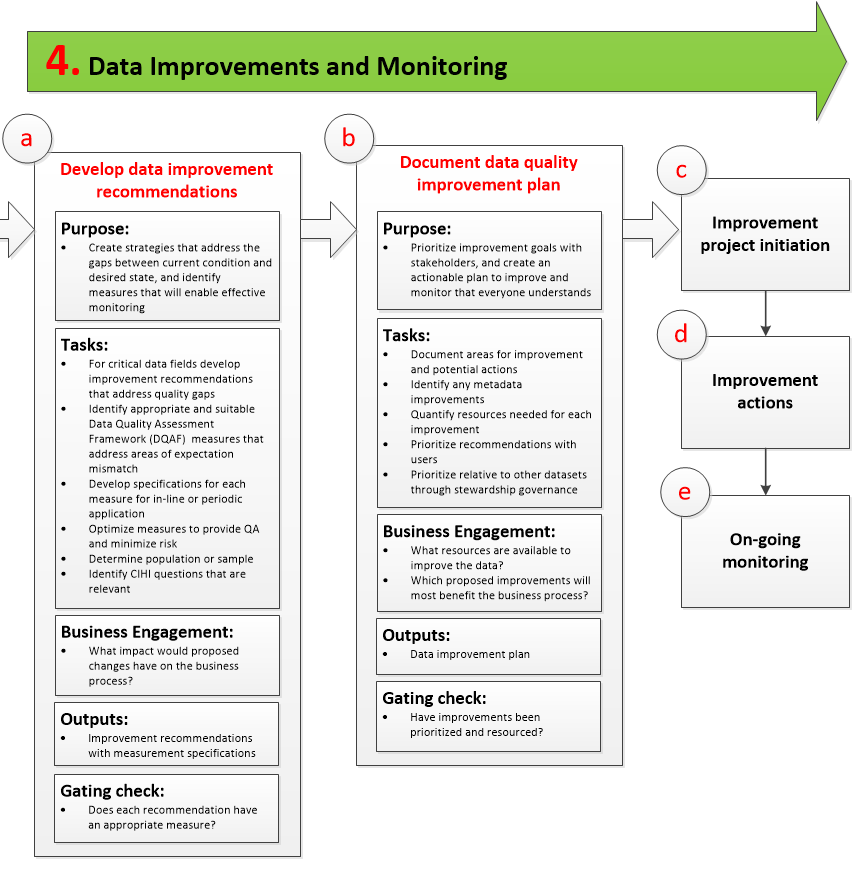 4. Data Improvements and Monitoring
a
Develop data improvement
recommendations
Purpose:
• Create strategies that address the
gaps between current condition and
desired state, and identify
measures that will enable effective
monitoring
Tasks:
• For critical data fields develop
improvement recommendations
that address quality gaps
• Identify appropriate and suitable
Data Quality Assessment
Framework (DQAF) measures that
address areas of expectation
mismatch
• Develop specifications for each
measure for in-line or periodic
application
• Optimize measures to provide QA
and minimize risk
• Determine population or sample
• Identify CIHI questions that are
relevant
Business Engagement:
• What impact would proposed
changes have on the business
process?
Outputs:
• Improvement recommendations
with measurement specifications
Gating check:
• Does each recommendation have
an appropriate measure?
b
Document data quality
improvement plan
Purpose:
• Prioritize improvement goals with
stakeholders, and create an
actionable plan to improve and
monitor that everyone understands
Tasks:
• Document areas for improvement
and potential actions
• Identify any metadata
improvements
• Quantify resources needed for each
improvement
• Prioritize recommendations with
users
• Prioritize relative to other datasets
through stewardship governance
Business Engagement:
• What resources are available to
improve the data?
• Which proposed improvements will
most benefit the business process?
Outputs:
• Data improvement plan
Gating check:
• Have improvements been
prioritized and resourced?
c
Improvement
project initiation
d
Improvement
actions
e
On-going
monitoring